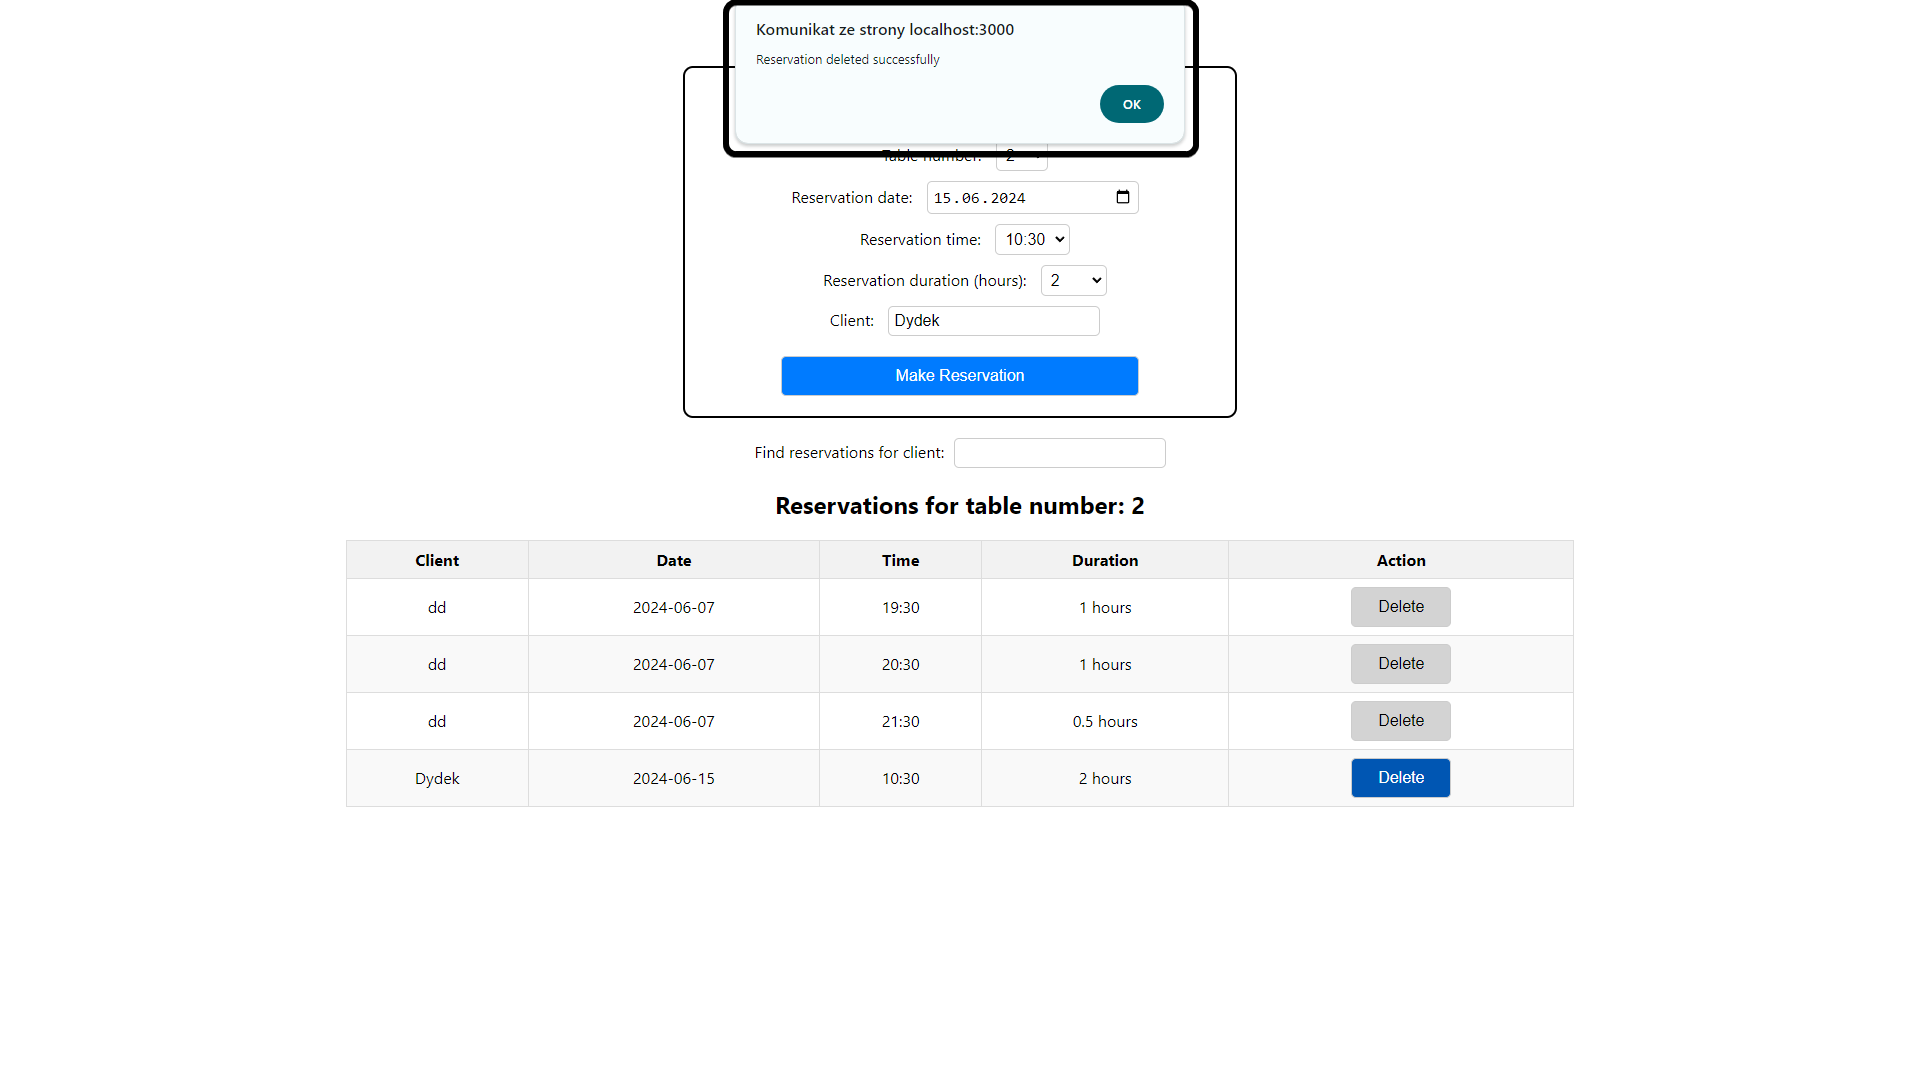 Komunikat ze strony localhost:3000
Reservation deleted successfully
OK
Table number: 2
Reservation date: 15.06.2024
Reservation time: 10:30
Reservation duration (hours): 2
Client: Dydek
Make Reservation
Find reservations for client:
Reservations for table number: 2
Client Date Time Duration Action
dd 2024-06-07 19:30 1 hours Delete
dd 2024-06-07 20:30 1 hours Delete
dd 2024-06-07 21:30 0.5 hours Delete
Dydek 2024-06-15 10:30 2 hours Delete